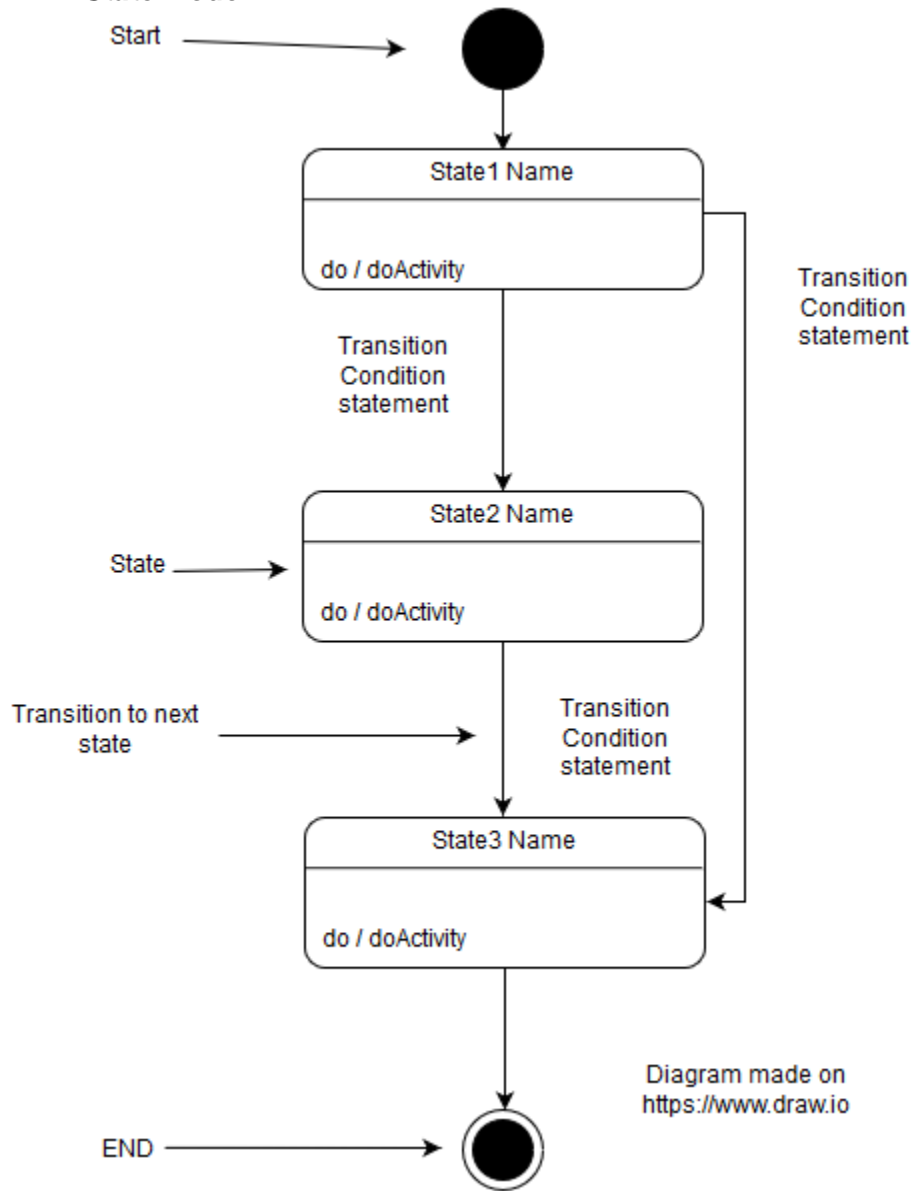 Start
State1 Name
do / doActivity
Transition
Condition
statement
Transition
Condition
statement
State2 Name
State
do / doActivity
Transition to next
state
Transition
Condition
statement
State3 Name
do / doActivity
Diagram made on
https://www.draw.io
END